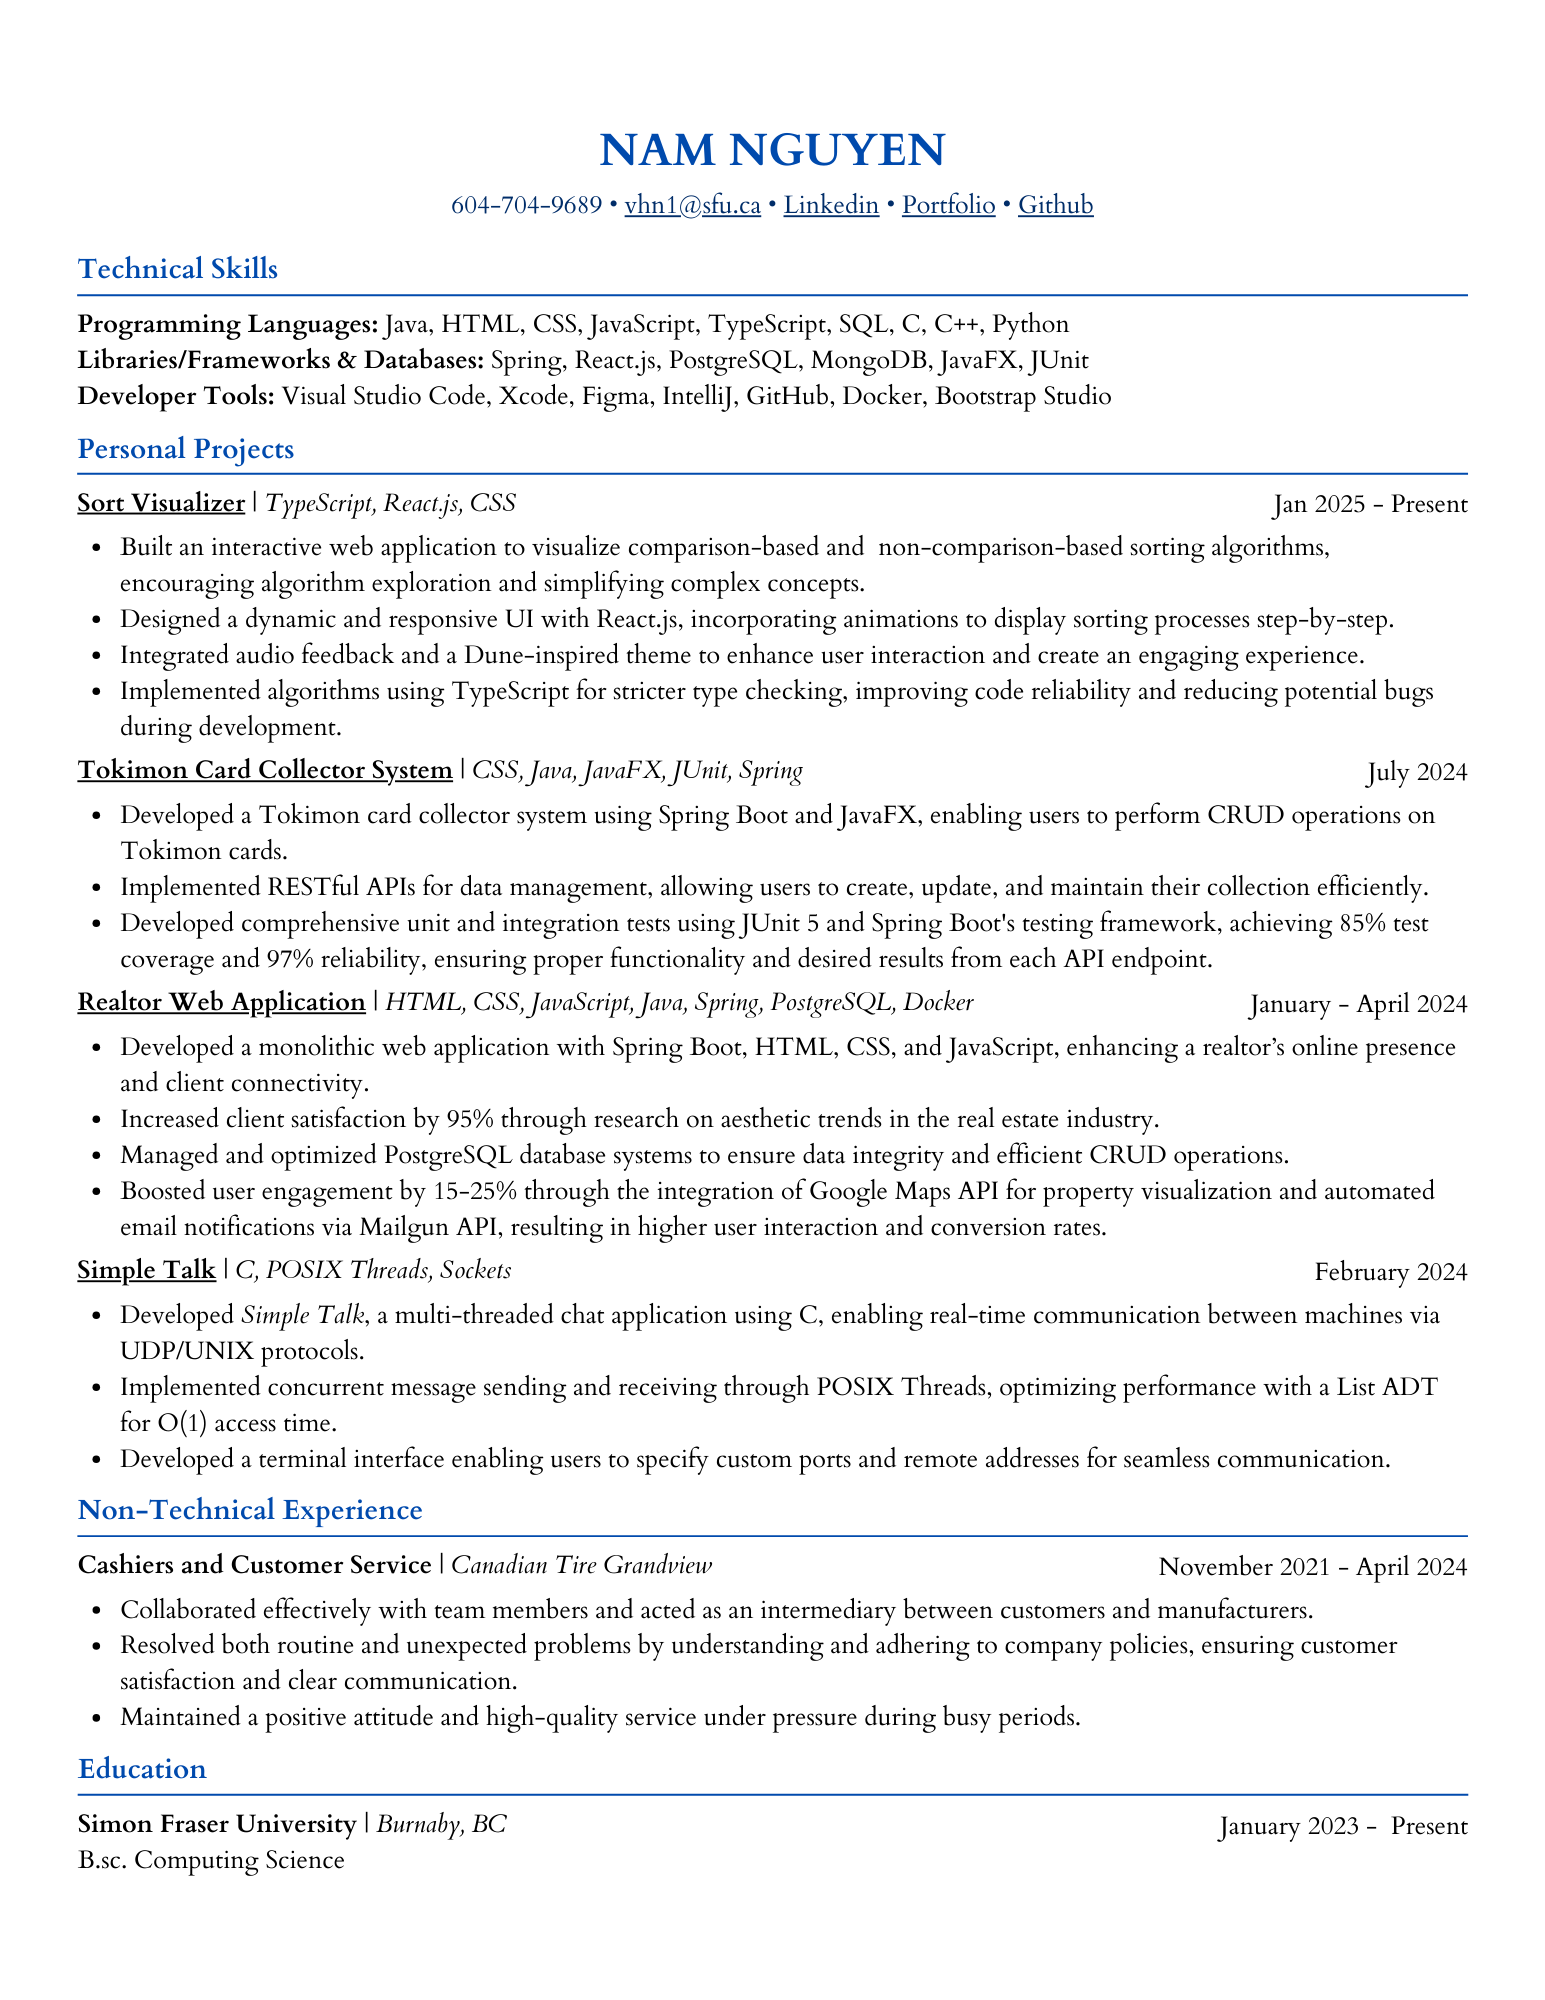 NAM NGUYEN
604-704-9689 • vhn1@sfu.ca • Linkedin • Portfolio • Github
Technical Skills
Programming Languages: Java, HTML, CSS, JavaScript, TypeScript, SQL, C, C++, Python
Libraries/Frameworks & Databases: Spring, React.js, PostgreSQL, MongoDB, JavaFX, JUnit
Developer Tools: Visual Studio Code, Xcode, Figma, IntelliJ, GitHub, Docker, Bootstrap Studio
Personal Projects
Sort Visualizer | TypeScript, React.js, CSS Jan 2025 - Present
• Built an interactive web application to visualize comparison-based and  non-comparison-based sorting algorithms,
encouraging algorithm exploration and simplifying complex concepts.
• Designed a dynamic and responsive UI with React.js, incorporating animations to display sorting processes step-by-step.
• Integrated audio feedback and a Dune-inspired theme to enhance user interaction and create an engaging experience.
• Implemented algorithms using TypeScript for stricter type checking, improving code reliability and reducing potential bugs
during development.
Tokimon Card Collector System | CSS, Java, JavaFX, JUnit, Spring July 2024
• Developed a Tokimon card collector system using Spring Boot and JavaFX, enabling users to perform CRUD operations on
Tokimon cards.
• Implemented RESTful APIs for data management, allowing users to create, update, and maintain their collection efficiently.
• Developed comprehensive unit and integration tests using JUnit 5 and Spring Boot's testing framework, achieving 85% test
coverage and 97% reliability, ensuring proper functionality and desired results from each API endpoint.
Realtor Web Application | HTML, CSS, JavaScript, Java, Spring, PostgreSQL, Docker January - April 2024
• Developed a monolithic web application with Spring Boot, HTML, CSS, and JavaScript, enhancing a realtor’s online presence
and client connectivity.
• Increased client satisfaction by 95% through research on aesthetic trends in the real estate industry.
• Managed and optimized PostgreSQL database systems to ensure data integrity and efficient CRUD operations.
• Boosted user engagement by 15-25% through the integration of Google Maps API for property visualization and automated
email notifications via Mailgun API, resulting in higher user interaction and conversion rates.
Simple Talk | C, POSIX Threads, Sockets February 2024
• Developed Simple Talk, a multi-threaded chat application using C, enabling real-time communication between machines via
UDP/UNIX protocols.
• Implemented concurrent message sending and receiving through POSIX Threads, optimizing performance with a List ADT
for O(1) access time.
• Developed a terminal interface enabling users to specify custom ports and remote addresses for seamless communication.
Non-Technical Experience
Cashiers and Customer Service | Canadian Tire Grandview November 2021 - April 2024
• Collaborated effectively with team members and acted as an intermediary between customers and manufacturers.
• Resolved both routine and unexpected problems by understanding and adhering to company policies, ensuring customer
satisfaction and clear communication.
• Maintained a positive attitude and high-quality service under pressure during busy periods.
Education
Simon Fraser University | Burnaby, BC January 2023 -  Present
B.sc. Computing Science